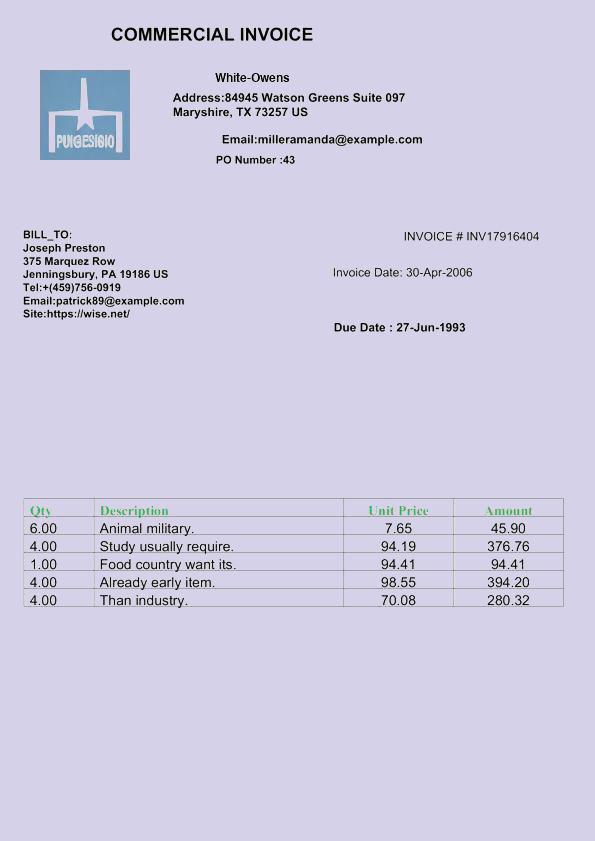 COMMERCIAL INVOICE
White-Owens
Address:84945 Watson Greens Suite 097
Maryshire, TX 73257 US
Email:milleramanda@example.com
PO Number :43
PUIGESIGIO
BILL_TO:
Joseph Preston
375 Marquez Row
Jenningsbury, PA 19186 US
Tel:+(459)756-0919
Email:patrick89@example.com
Site:https://wise.net/
INVOICE # INV17916404
Invoice Date: 30-Apr-2006
Due Date : 27-Jun-1993
Qty Description Unit Price Amount
6.00 Animal military. 7.65 45.90
4.00 Study usually require. 94.19 376.76
1.00 Food country want its. 94.41 94.41
4.00 Already early item. 98.55 394.20
4.00 Than industry. 70.08 280.32